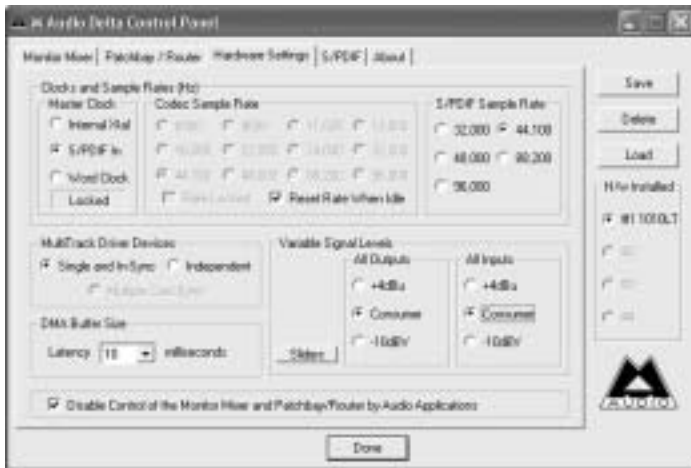 M Audio Delta Control Panel
Monitor Mixer
Patchbay / Router
Hardware Settings
S/PDIF
About
Clocks and Sample Rates (Hz)
Master Clock
Internal Xtal
S/PDIF In
Word Clock
Locked
Codec Sample Rate
Rate Locked
Reset Rate When Idle
S/PDIF Sample Rate
32,000
44,100
48,000
88,200
96,000
MultiTrack Driver Devices
Single and In-Sync
Independent
Multiple Card Sync
DMA Buffer Size
Latency 10 milliseconds
Variable Signal Levels
Sliders
All Outputs
+4dBu
Consumer
-10dBV
All Inputs
+4dBu
Consumer
-10dBV
Disable Control of the Monitor Mixer and Patchbay/Router by Audio Applications
Save
Delete
Load
H/w Installed
#1 1010LT
AUDIO
Done